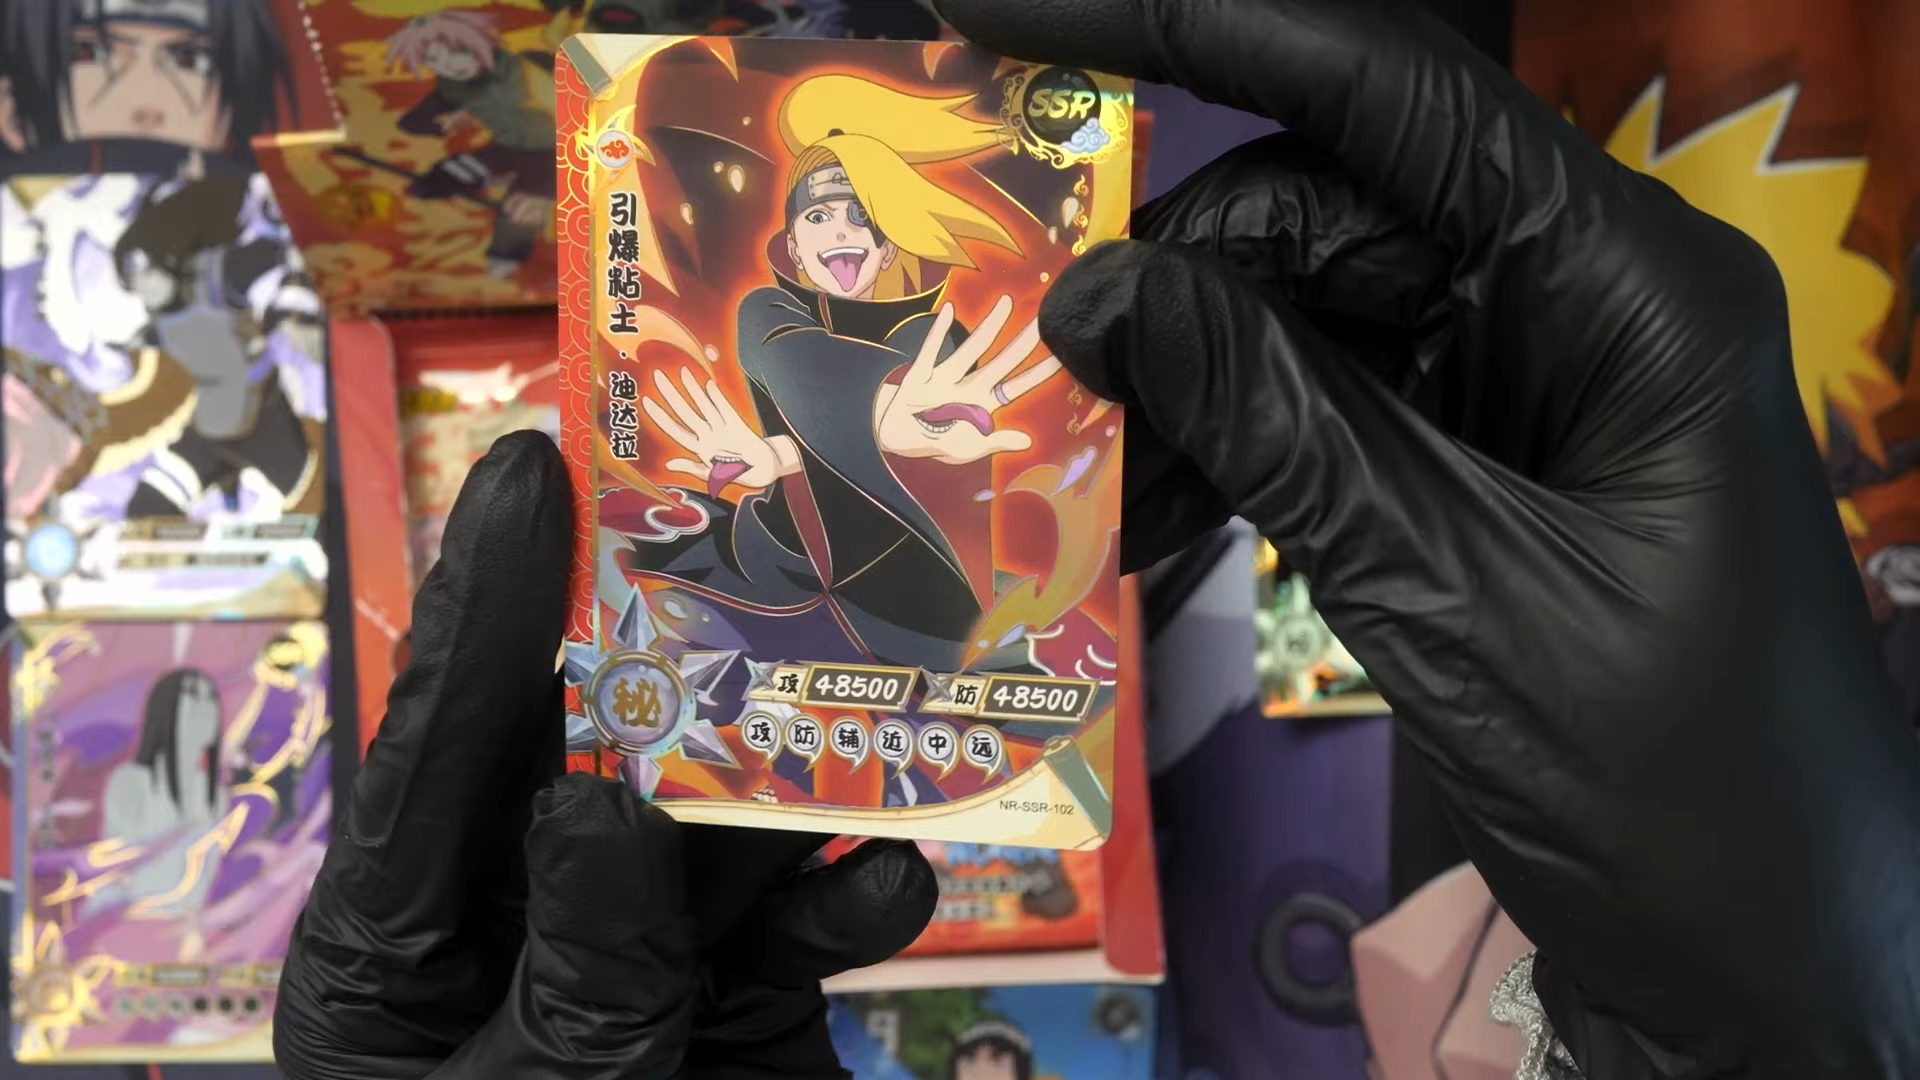 SSR
引爆粘土·迪达拉
秘
攻 48500 防 48500
攻 防 辅 近 中 远
NR-SSR-102